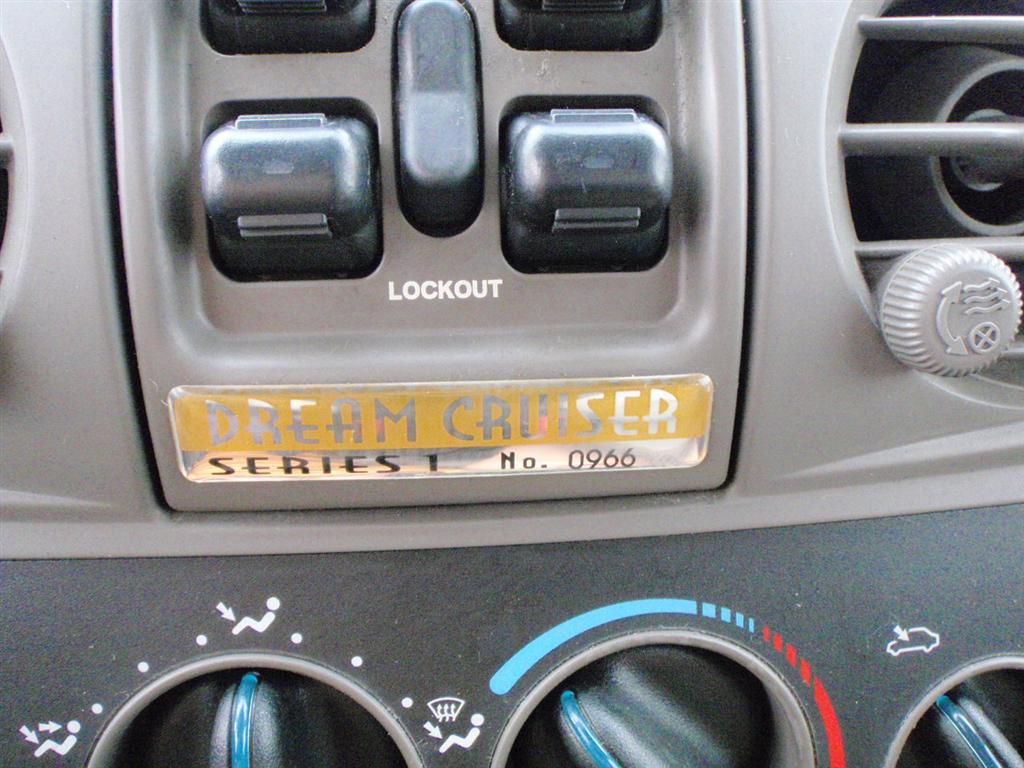 LOCKOUT
DREAM CRUISER
SERIES 1 No. 0966